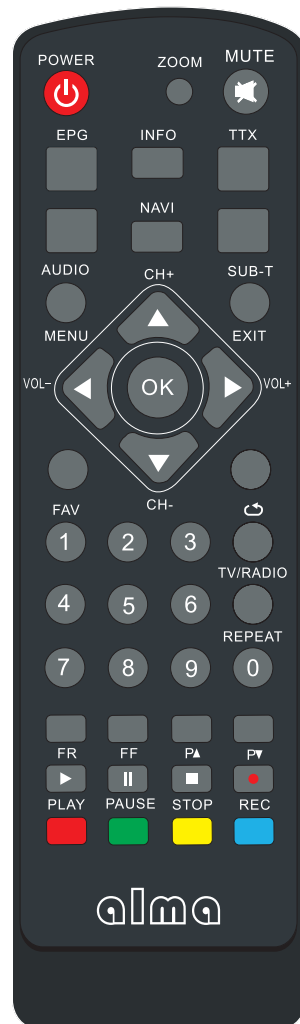 POWER ZOOM MUTE
EPG INFO TTX
NAVI
AUDIO CH+ SUB-T
MENU EXIT
VOL- OK VOL+
FAV CH-
1 2 3
TV/RADIO
4 5 6
REPEAT
7 8 9 0
FR FF P▲ P▼
PLAY PAUSE STOP REC
alma